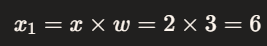 x₁ = x × w = 2 × 3 = 6